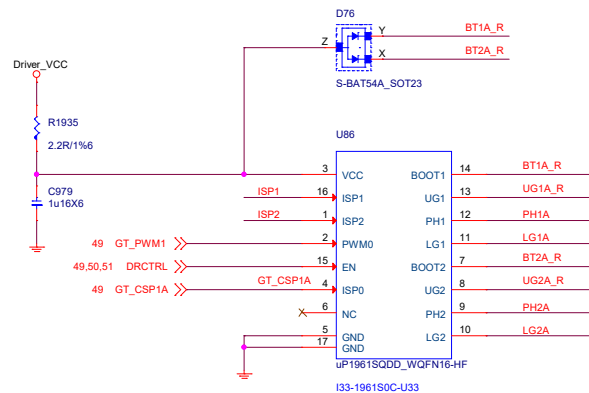 D76
Z
Y
BT1A_R
X
BT2A_R
S-BAT54A_SOT23
Driver_VCC
R1935
2.2R/1%6
C979
1u16X6
U86
3
VCC
BOOT1
14
BT1A_R
ISP1
16
ISP1
UG1
13
UG1A_R
ISP2
1
ISP2
PH1
12
PH1A
49
GT_PWM1
2
PWM0
LG1
11
LG1A
49,50,51
DRCTRL
15
EN
BOOT2
7
BT2A_R
49
GT_CSP1A
GT_CSP1A
4
ISP0
UG2
8
UG2A_R
6
NC
PH2
9
PH2A
5
GND
LG2
10
LG2A
17
GND
uP1961SQDD_WQFN16-HF
I33-1961S0C-U33